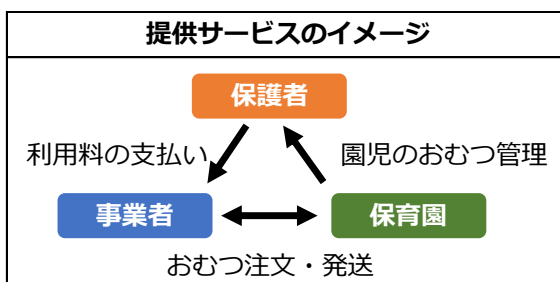 提供サービスのイメージ
保護者
利用料の支払い
園児のおむつ管理
事業者
保育園
おむつ注文・発送